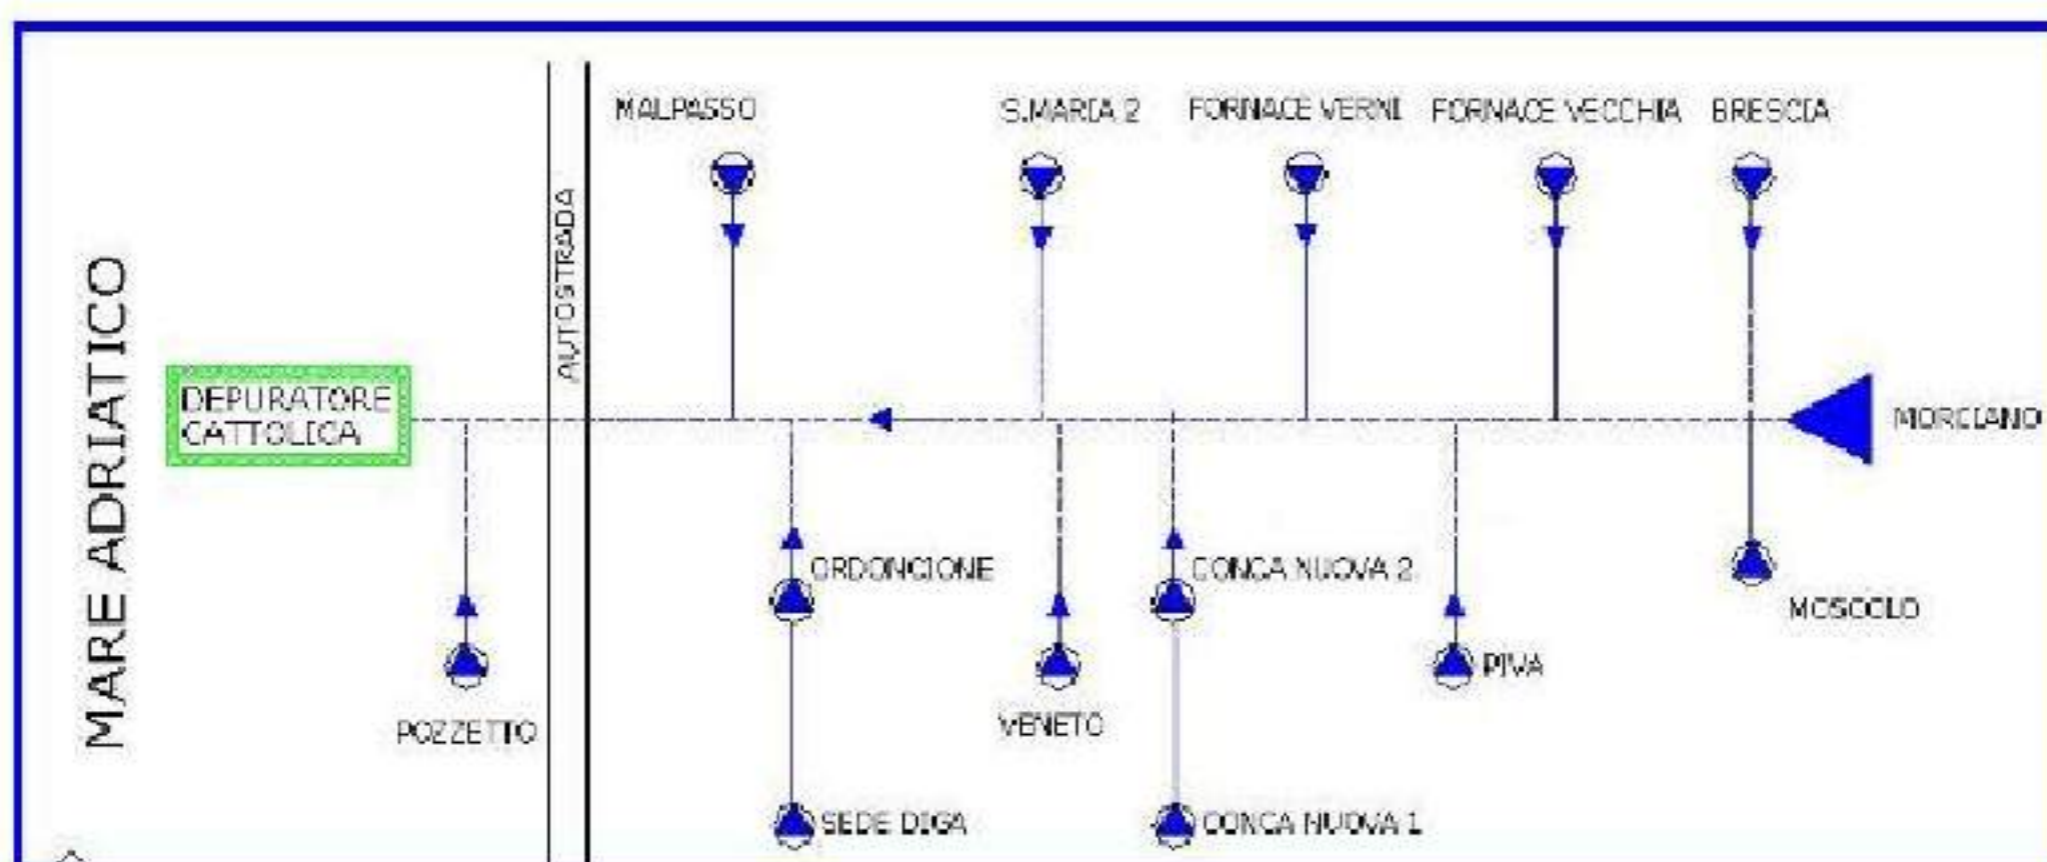 MALPASSO
S.MARIA 2
FORNACE VERNI
FORNACE VECCHIA
BRESCIA
AUTOSTRADA
MARE ADRIATICO
DEPURATORE
CATTOLICA
MORCIANO
ORDONCIONE
CONCA NUOVA 2
MOSCOLO
PIVA
POZZETTO
VENETO
SEDE DIGA
CONCA NUOVA 1